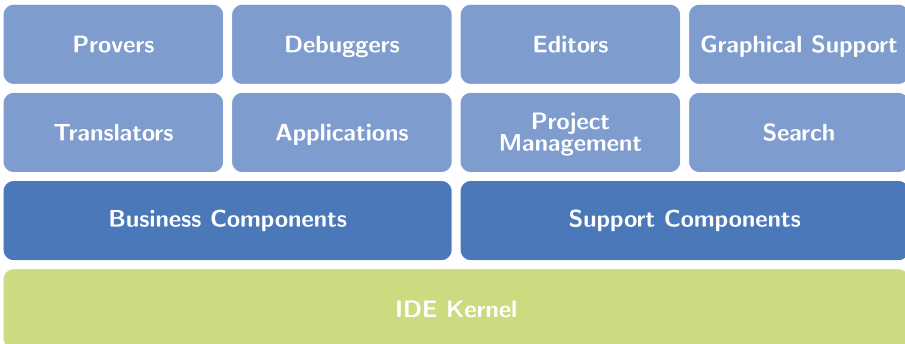 Provers
Debuggers
Editors
Graphical Support
Translators
Applications
Project
Management
Search
Business Components
Support Components
IDE Kernel